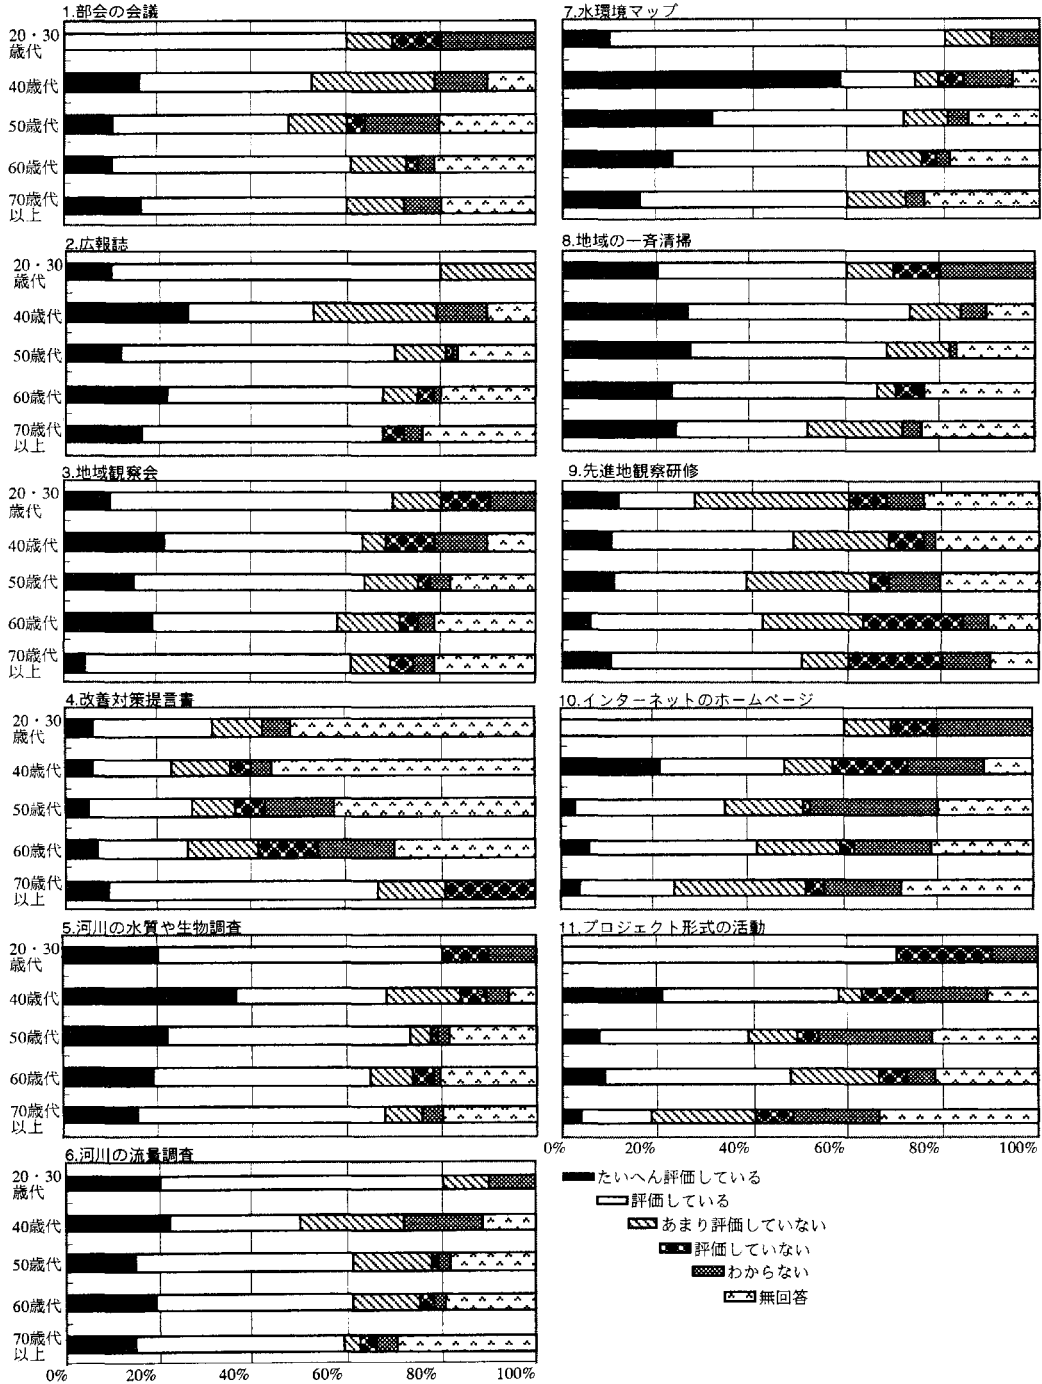 1.部会の会議
20・30
歳代
40歳代
50歳代
60歳代
70歳代
以上
2.広報誌
20・30
歳代
40歳代
50歳代
60歳代
70歳代
以上
3.地域観察会
20・30
歳代
40歳代
50歳代
60歳代
70歳代
以上
4.改善対策提言書
20・30
歳代
40歳代
50歳代
60歳代
70歳代
以上
5.河川の水質や生物調査
20・30
歳代
40歳代
50歳代
60歳代
70歳代
以上
6.河川の流量調査
20・30
歳代
40歳代
50歳代
60歳代
70歳代
以上
0% 20% 40% 60% 80% 100%
7.水環境マップ
8.地域の一斉清掃
9.先進地観察研修
10.インターネットのホームページ
11.プロジェクト形式の活動
0% 20% 40% 60% 80% 100%
たいへん評価している
評価している
あまり評価していない
評価していない
わからない
無回答